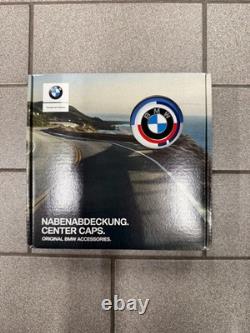 BMW
NABENABDECKUNG.
CENTER CAPS.
ORIGINAL BMW ACCESSORIES.